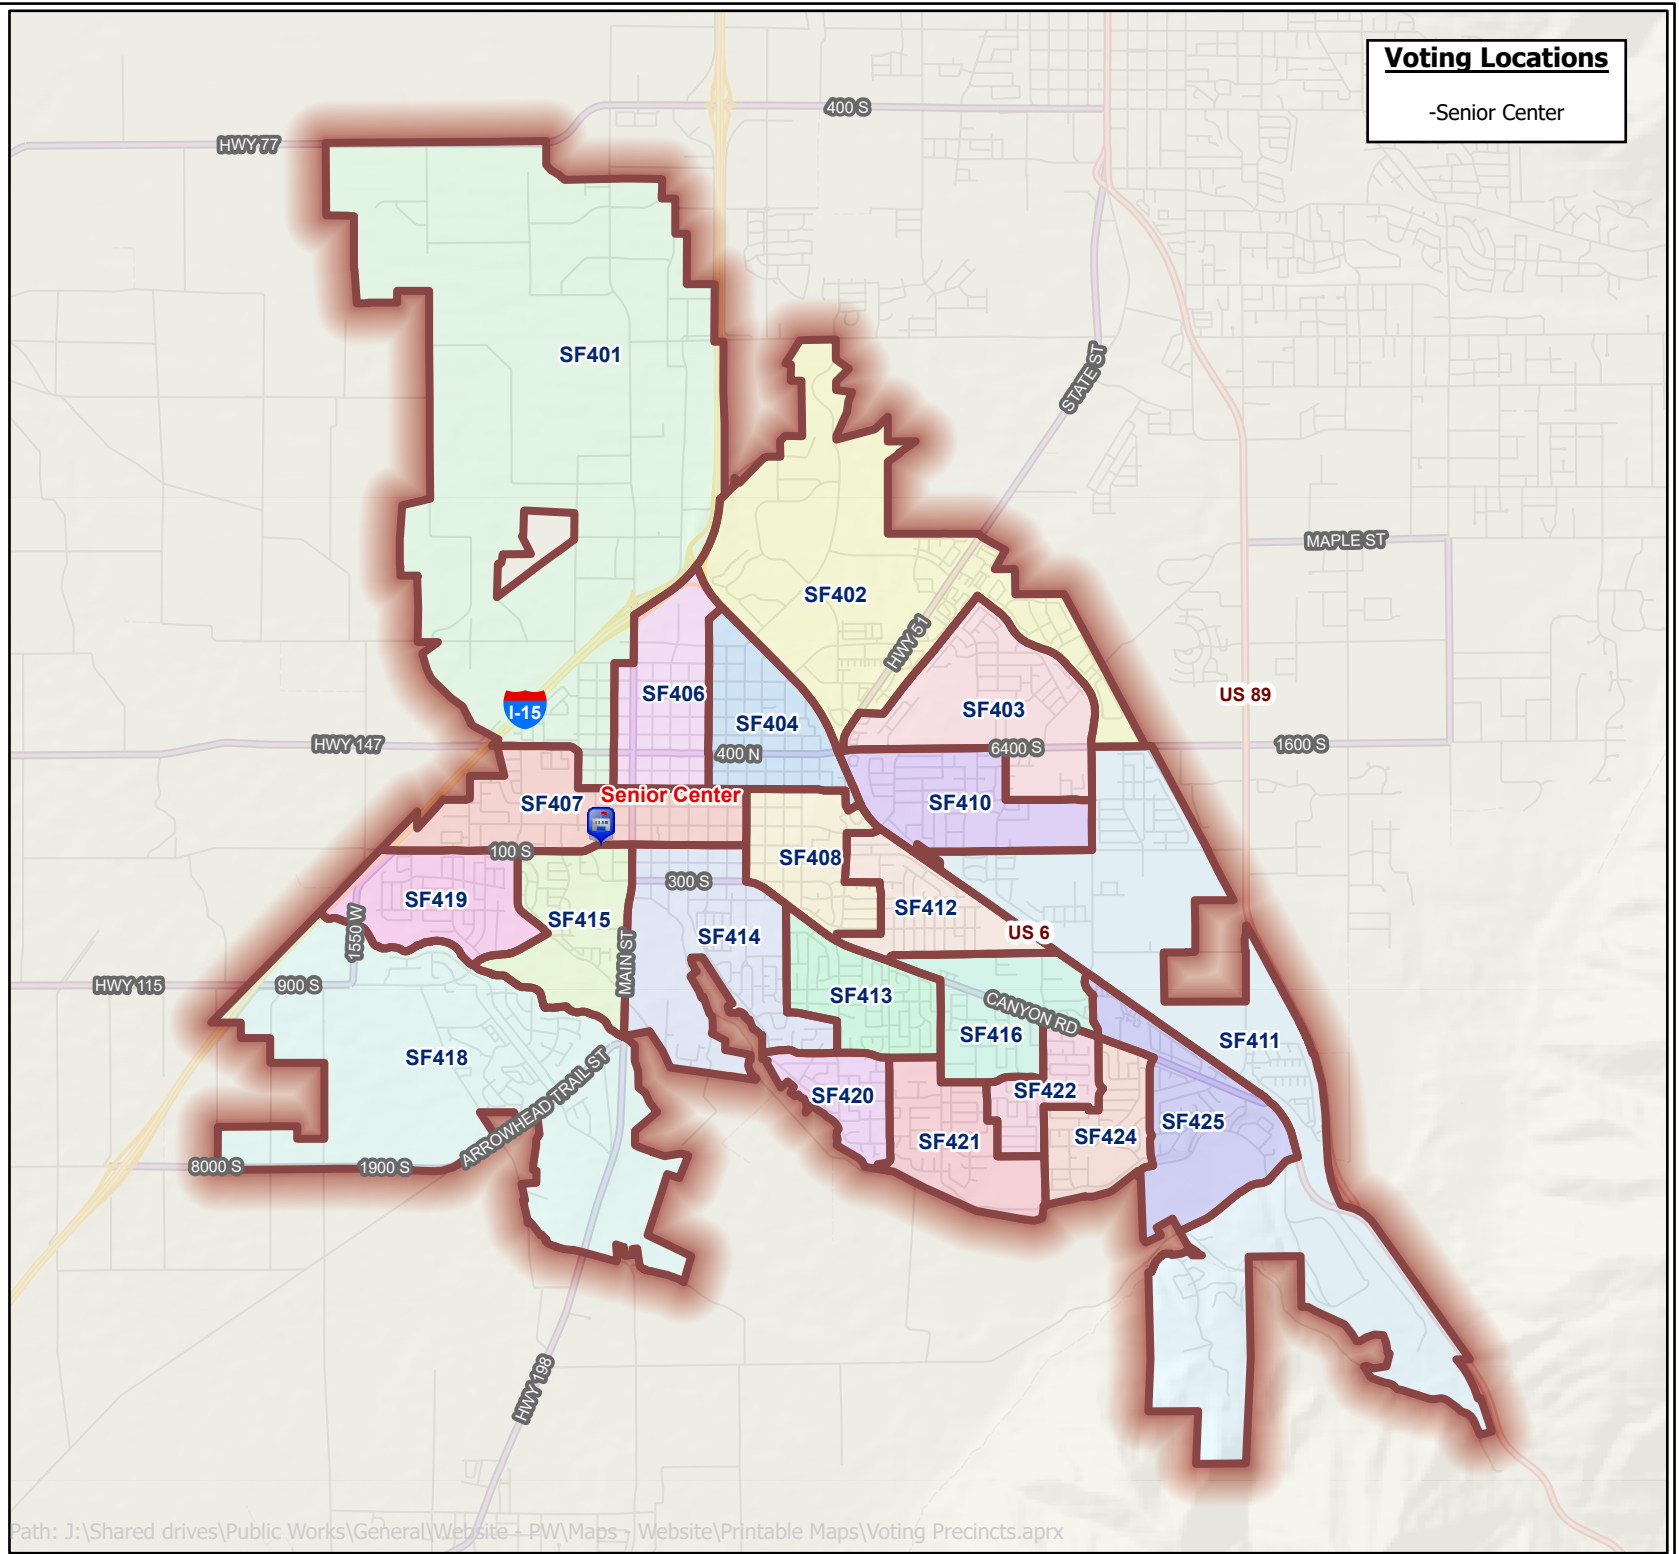 Voting Locations
-Senior Center
400 S
HWY 77
SF401
STATE ST
MAPLE ST
SF402
HWY 51
SF406
US 89
I-15
SF403
SF404
HWY 147
6400 S
1600 S
400 N
Senior Center
SF407
SF410
100 S
SF408
300 S
SF419
SF412
SF415
1550 W
US 6
SF414
MAIN ST
HWY 115
900 S
SF413
CANYON RD
SF416
SF411
SF418
ARROWHEAD TRAIL ST
SF422
SF420
SF425
SF424
SF421
8000 S
1900 S
HWY 198
Path: J:\Shared drives\Public Works\General\Website - PW\Maps - Website\Printable Maps\Voting Precincts.aprx